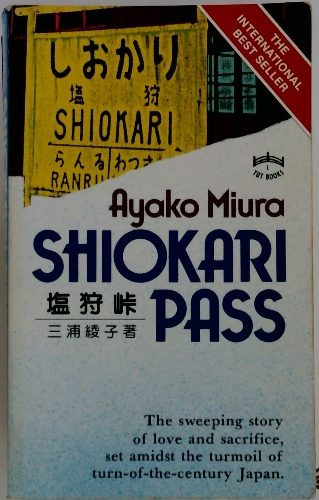 THE
INTERNATIONAL
BEST SELLER
しおかり
塩 狩
SHIOKARI
らんる わっさ
RANRU
1
TUT BOOKS
Ayako Miura
SHIOKARI
塩狩峠
三浦綾子著
PASS
The sweeping story
of love and sacrifice,
set amidst the turmoil of
turn-of-the-century Japan.